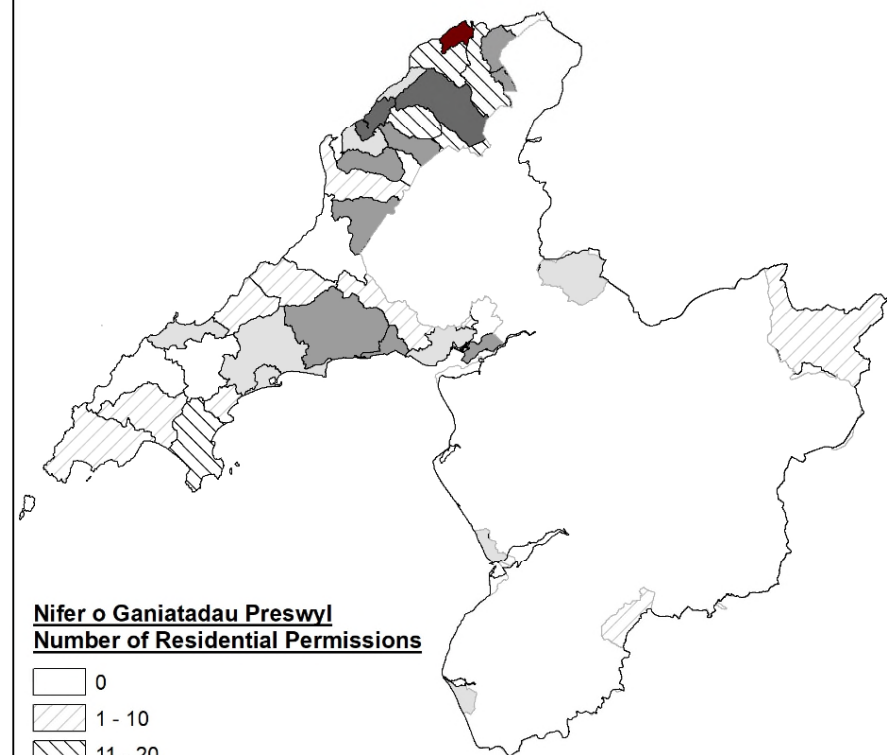 Nifer o Ganiatadau Preswyl
Number of Residential Permissions
0
1 - 10
11 - 20